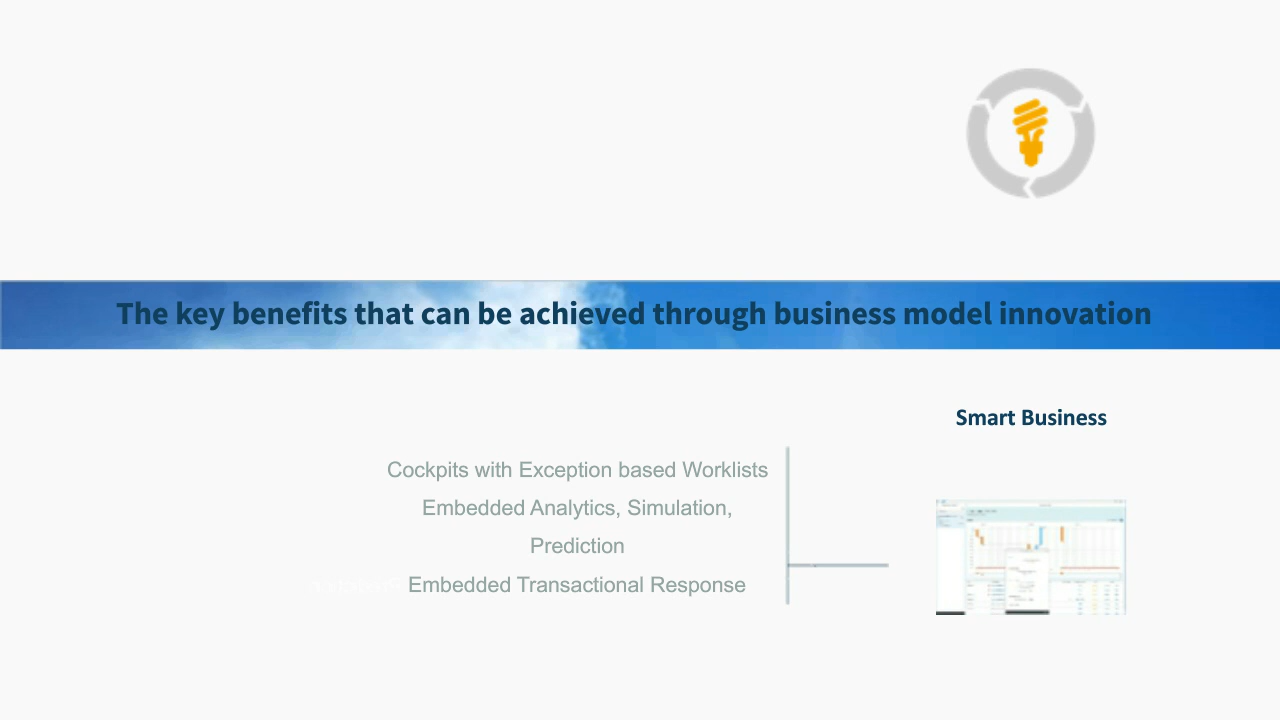 The key benefits that can be achieved through business model innovation
Smart Business
Cockpits with Exception based Worklists
Embedded Analytics, Simulation,
Prediction
Embedded Transactional Response